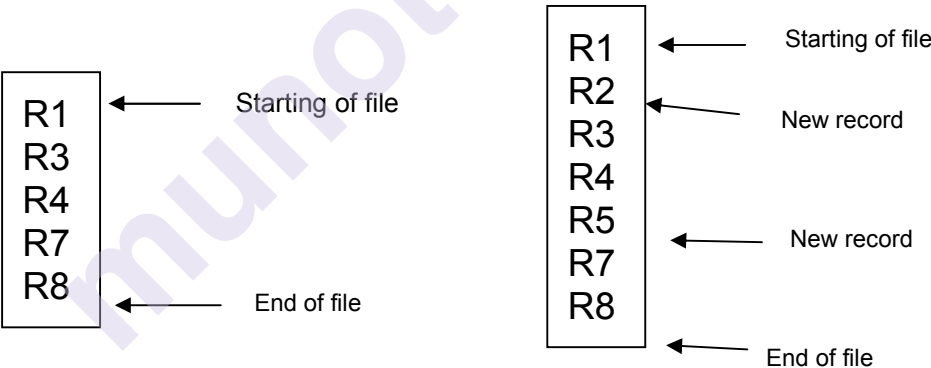 R1
R3
R4
R7
R8
Starting of file
End of file
R1
R2
R3
R4
R5
R7
R8
Starting of file
New record
New record
End of file
munot